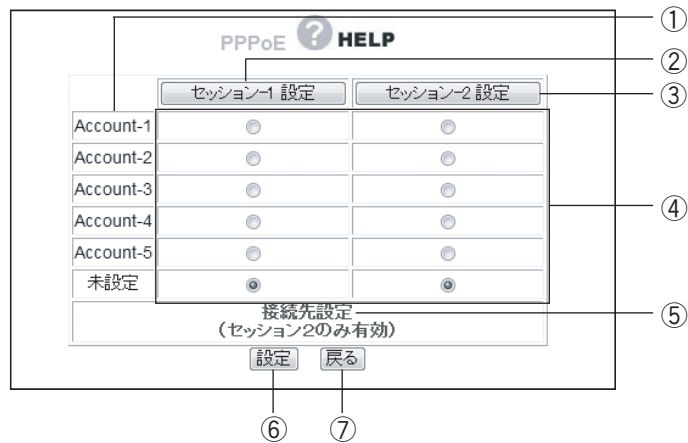 ①
PPPoE ? HELP
②
セッション-1 設定 セッション-2 設定
③
Account-1
Account-2
Account-3
④
Account-4
Account-5
未設定
接続先設定
⑤
(セッション2のみ有効)
設定 戻る
⑥ ⑦